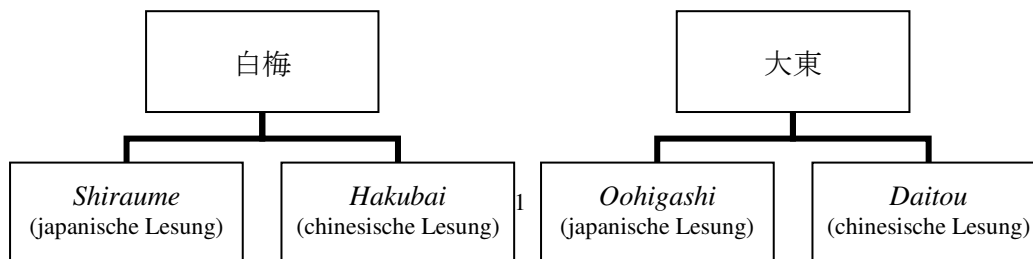 白梅
大東
Shiraume
(japanische Lesung)
Hakubai
(chinesische Lesung)
1
Oohigashi
(japanische Lesung)
Daitou
(chinesische Lesung)